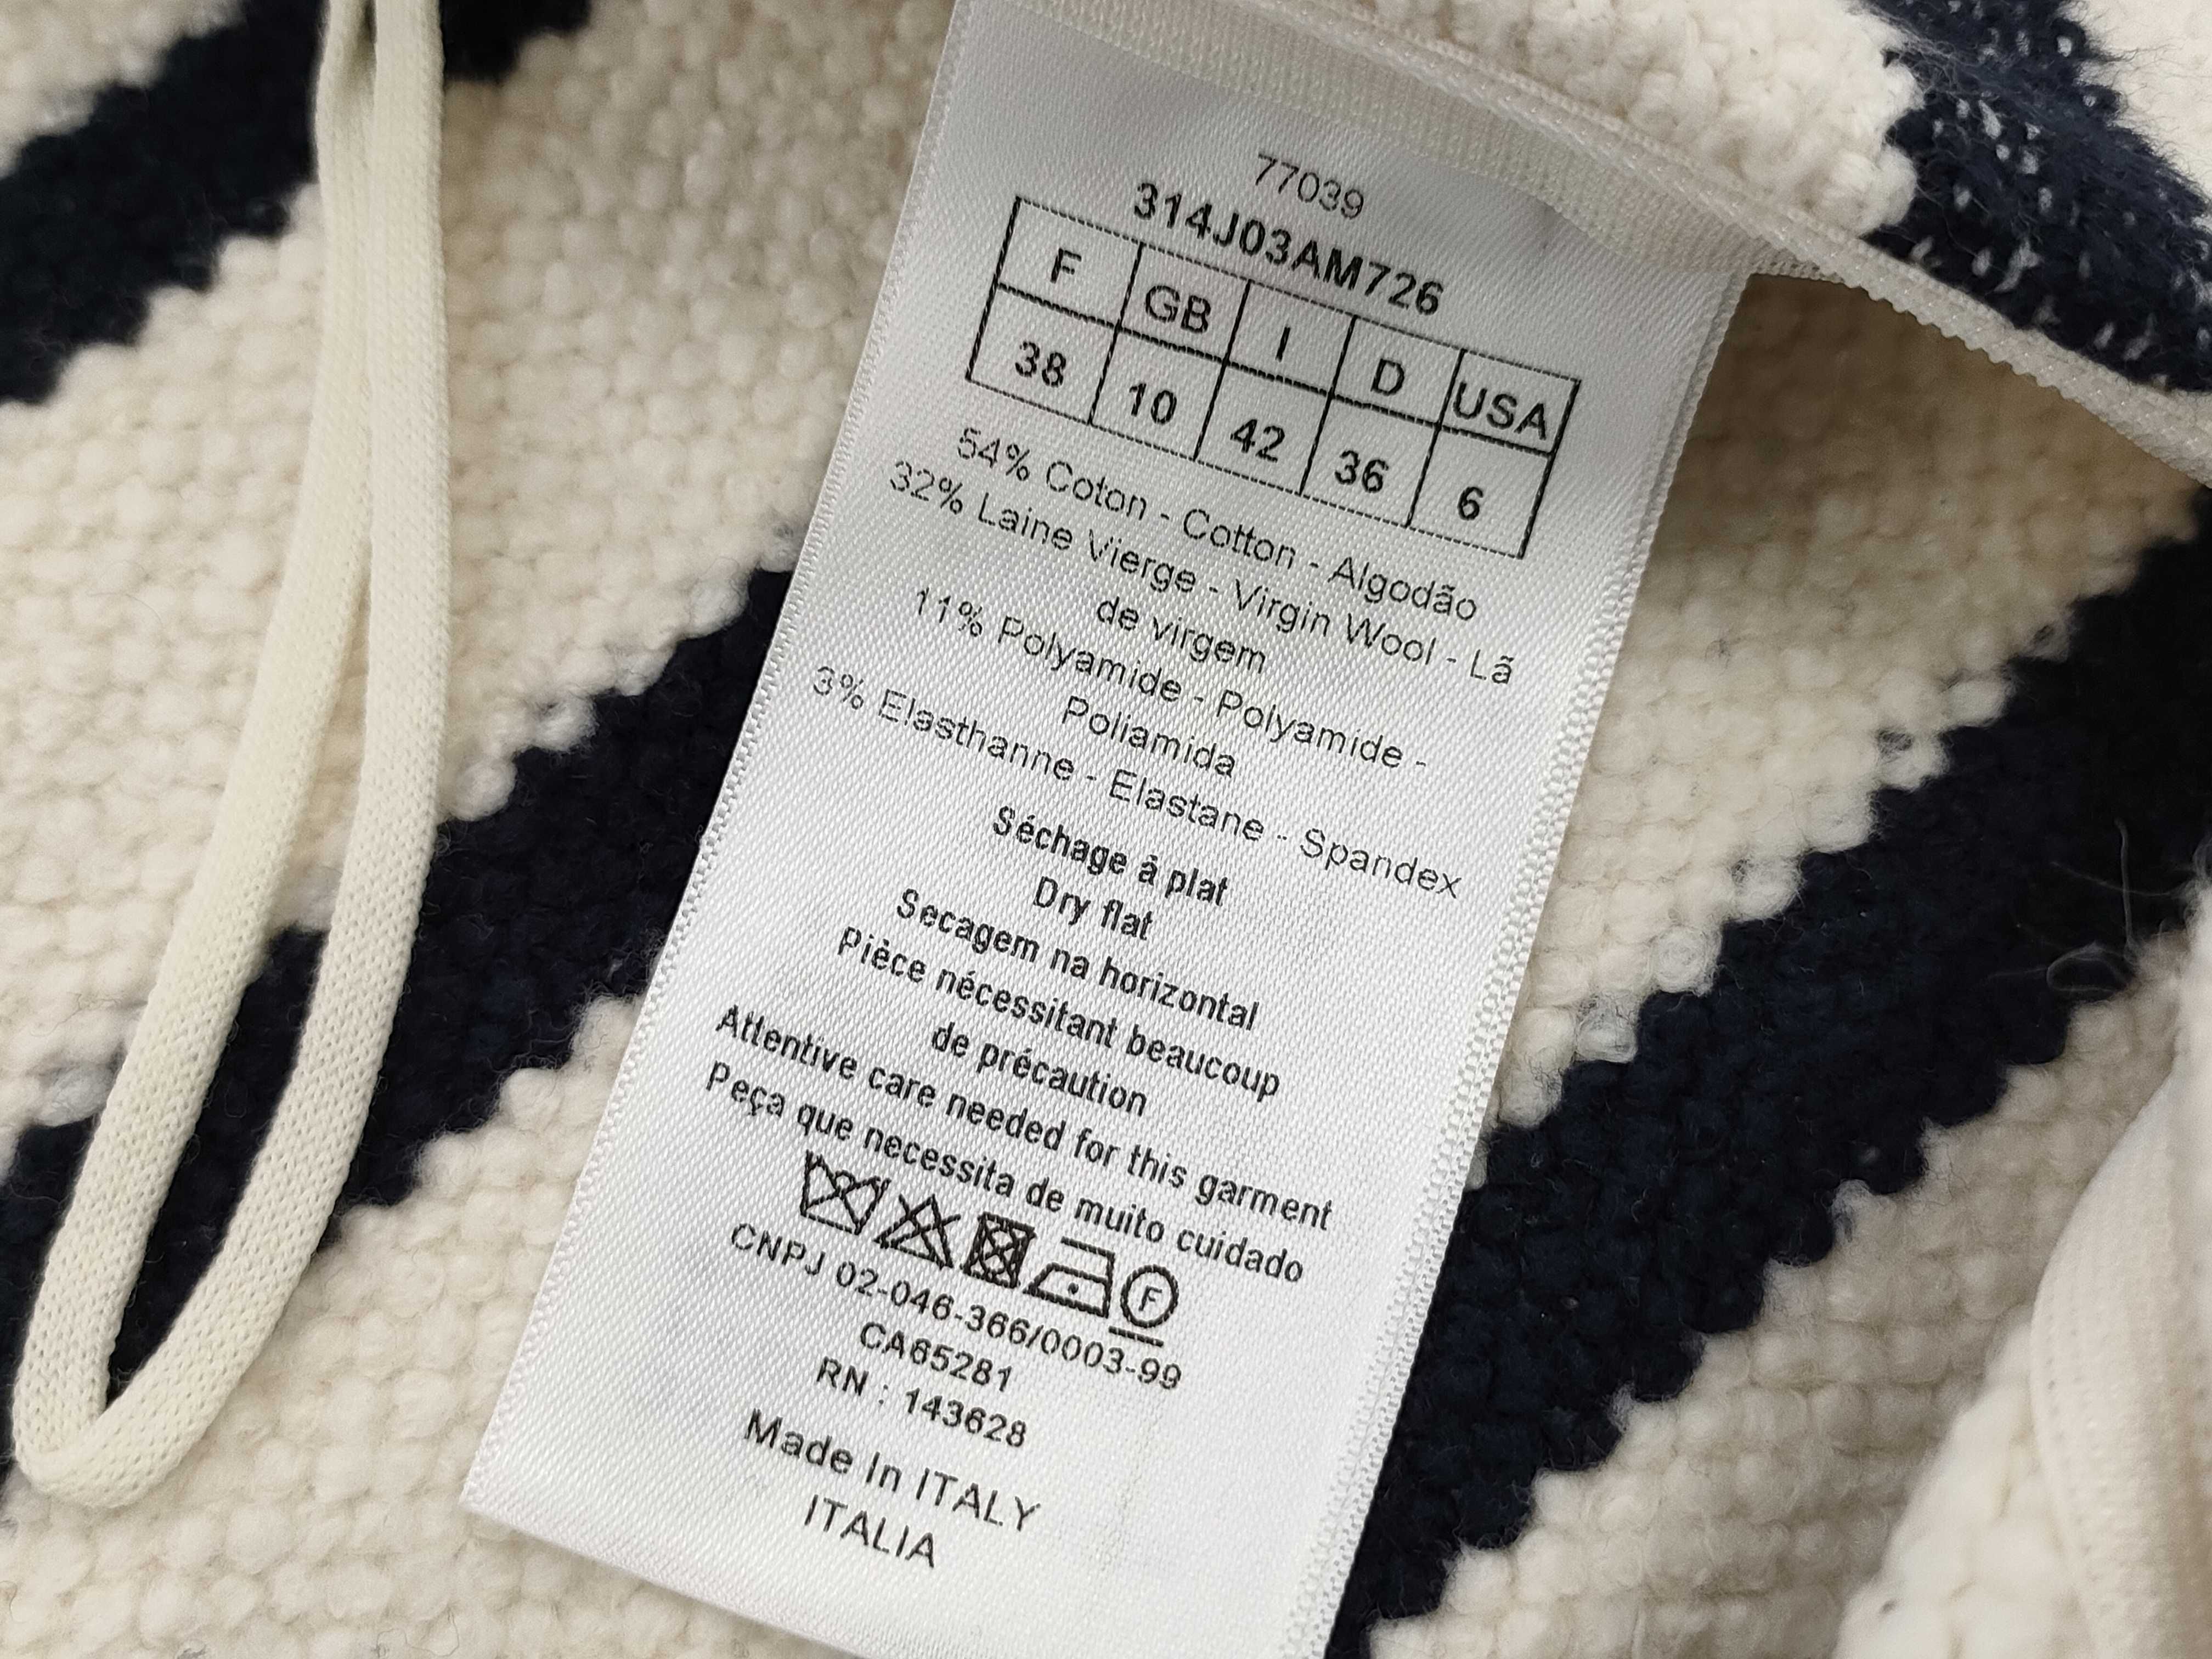 77039
314J03AM726
F GB I D USA
38 10 42 36 6
54% Coton - Cotton - Algodão
32% Laine Vierge - Virgin Wool - Lã
de virgem
11% Polyamide - Polyamide -
Poliamida
3% Elasthanne - Elastane - Spandex
Séchage à plat
Dry flat
Secagem na horizontal
Pièce nécessitant beaucoup
de précaution
Attentive care needed for this garment
Peça que necessita de muito cuidado
F
CNPJ 02-046-366/0003-99
CA65281
RN : 143628
Made In ITALY
ITALIA